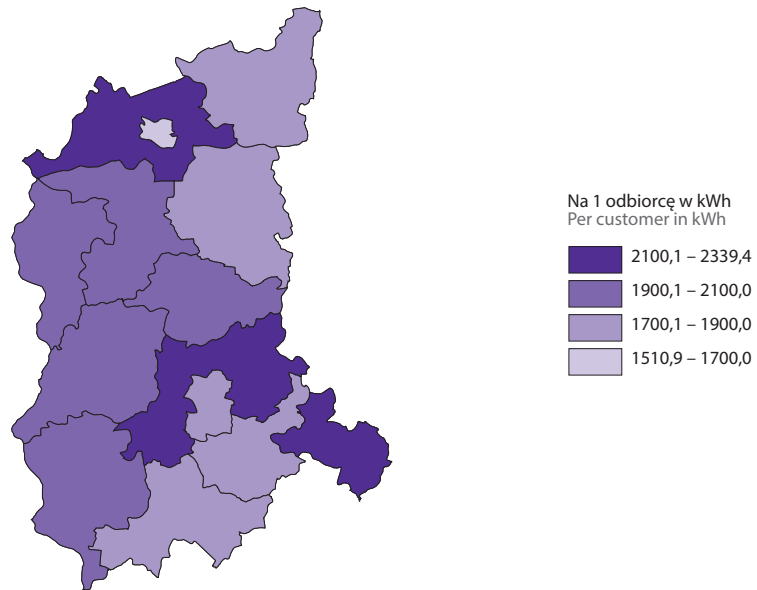 Na 1 odbiorcę w kWh
Per customer in kWh
2100,1 – 2339,4
1900,1 – 2100,0
1700,1 – 1900,0
1510,9 – 1700,0